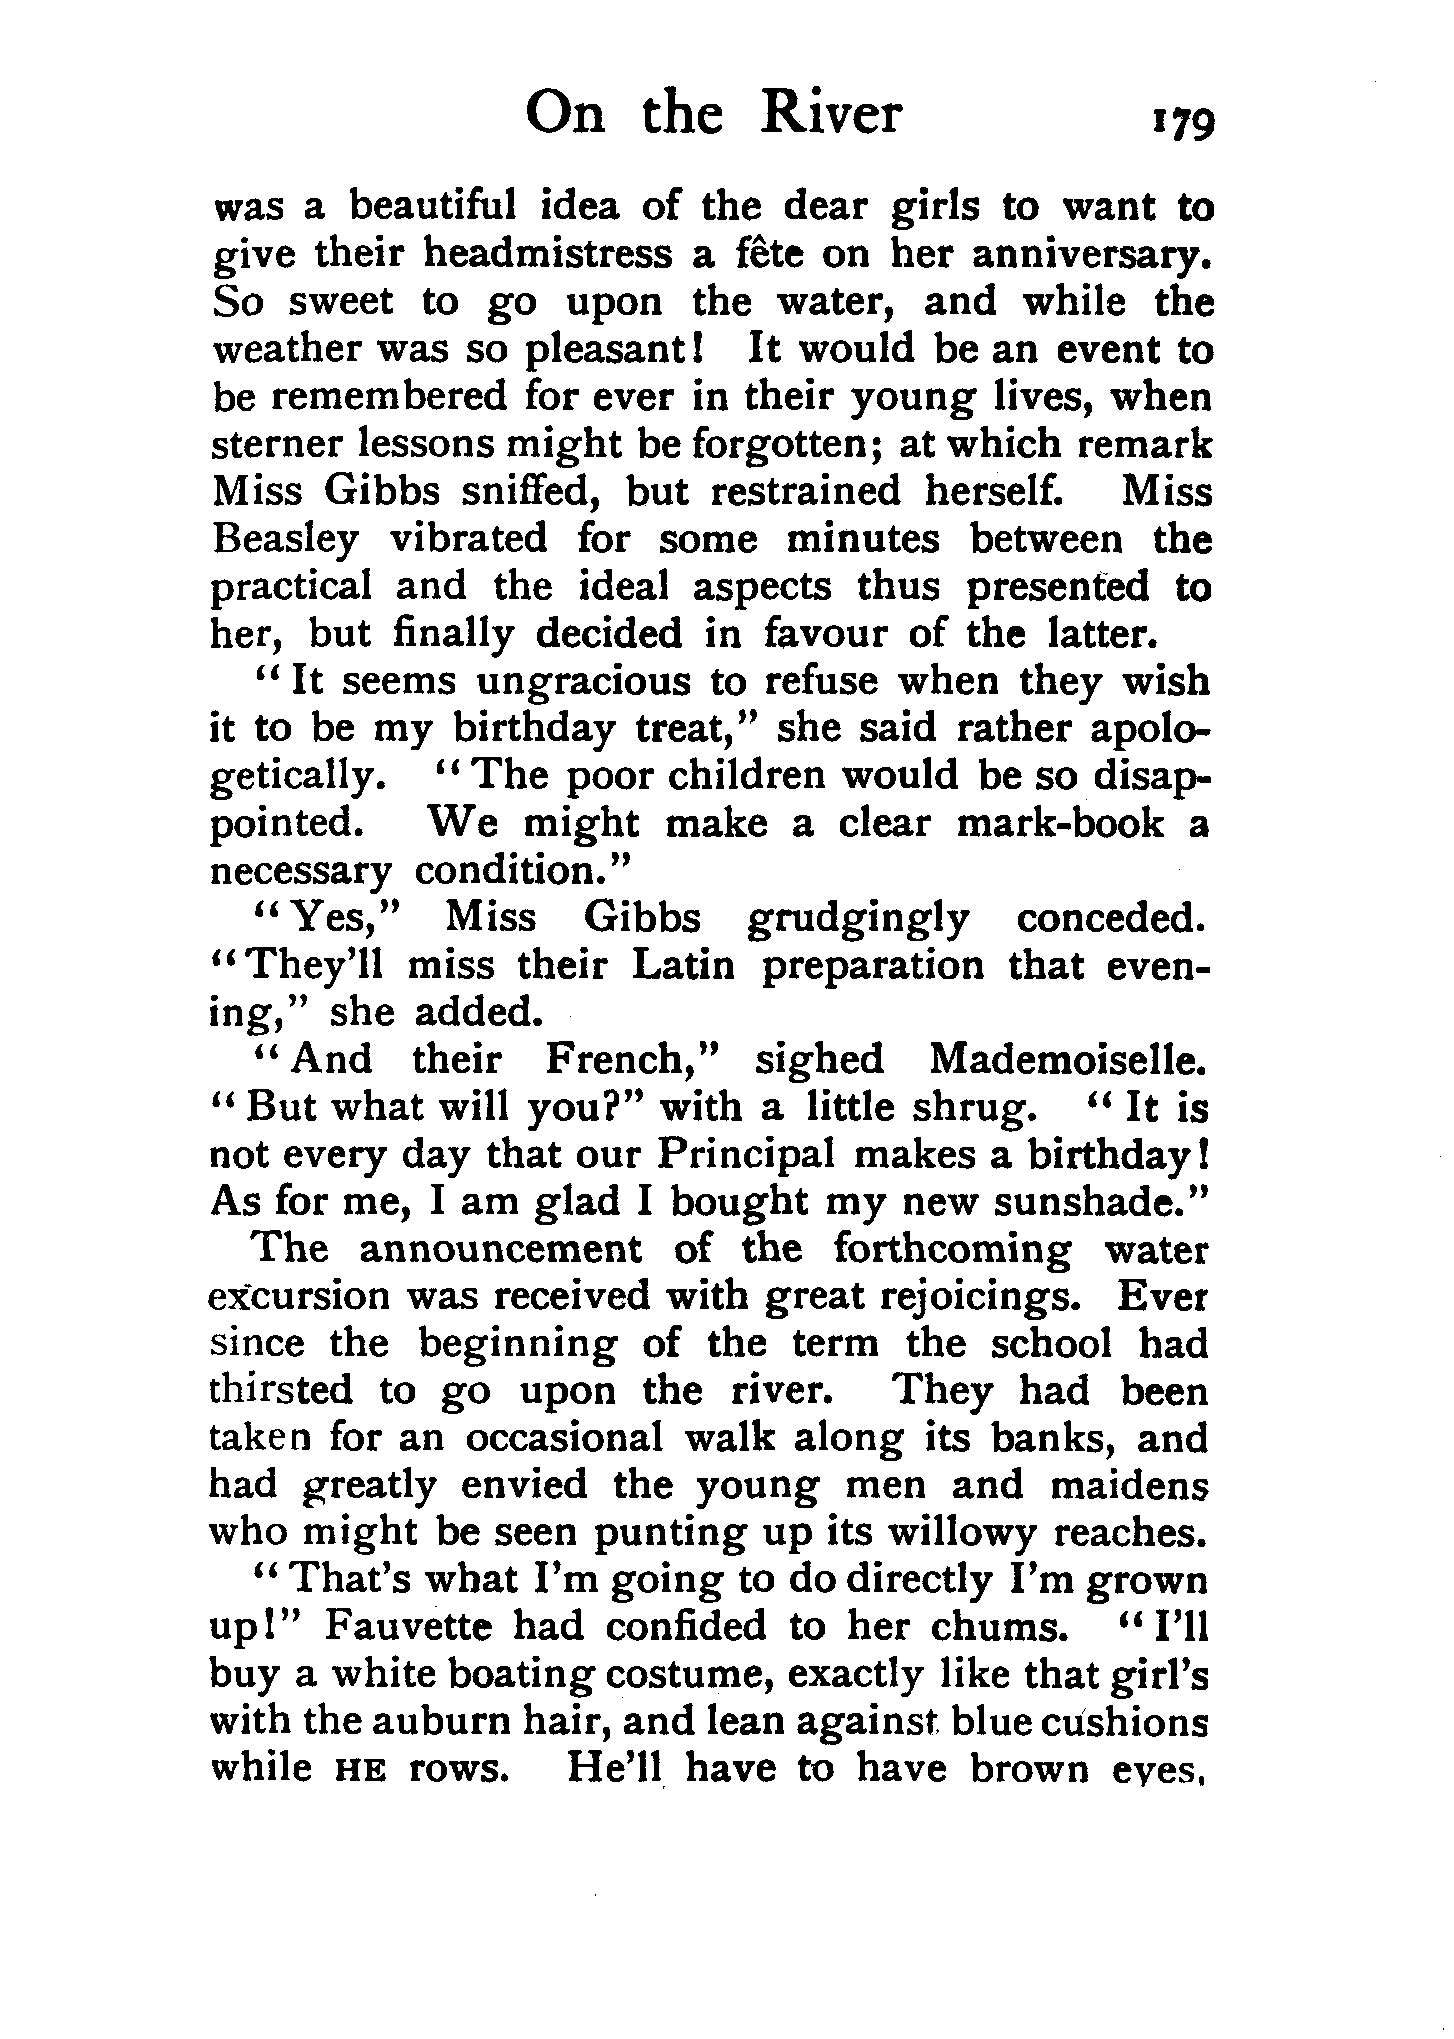 On the River 179
was a beautiful idea of the dear girls to want to
give their headmistress a fête on her anniversary.
So sweet to go upon the water, and while the
weather was so pleasant! It would be an event to
be remembered for ever in their young lives, when
sterner lessons might be forgotten; at which remark
Miss Gibbs sniffed, but restrained herself. Miss
Beasley vibrated for some minutes between the
practical and the ideal aspects thus presented to
her, but finally decided in favour of the latter.
"It seems ungracious to refuse when they wish
it to be my birthday treat," she said rather apolo-
getically. "The poor children would be so disap-
pointed. We might make a clear mark-book a
necessary condition."
"Yes," Miss Gibbs grudgingly conceded.
"They'll miss their Latin preparation that even-
ing," she added.
"And their French," sighed Mademoiselle.
"But what will you?" with a little shrug. "It is
not every day that our Principal makes a birthday!
As for me, I am glad I bought my new sunshade."
The announcement of the forthcoming water
excursion was received with great rejoicings. Ever
since the beginning of the term the school had
thirsted to go upon the river. They had been
taken for an occasional walk along its banks, and
had greatly envied the young men and maidens
who might be seen punting up its willowy reaches.
"That's what I'm going to do directly I'm grown
up!" Fauvette had confided to her chums. "I'll
buy a white boating costume, exactly like that girl's
with the auburn hair, and lean against blue cushions
while HE rows. He'll have to have brown eyes,